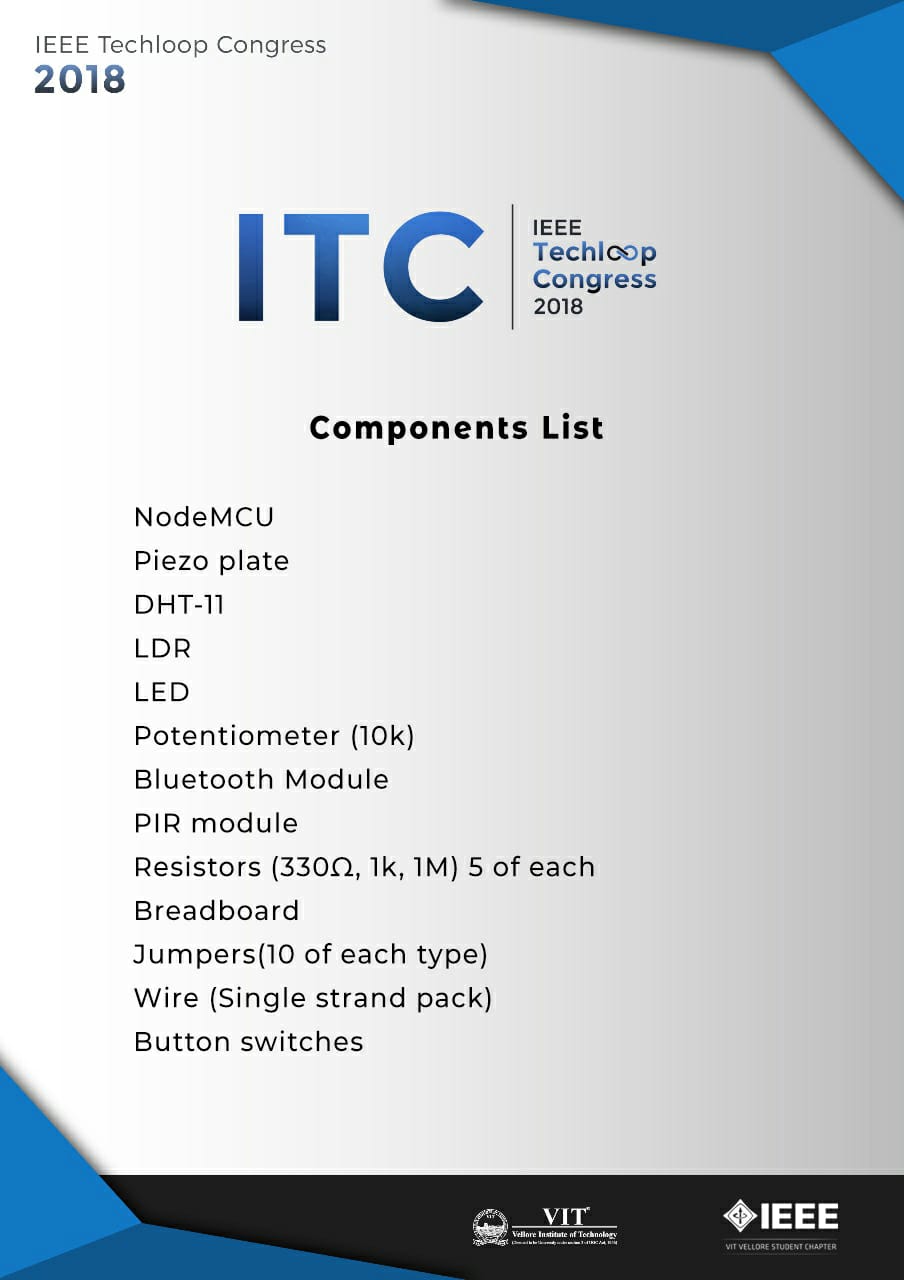 IEEE Techloop Congress
2018
ITC
IEEE
Techloop
Congress
2018
Components List
NodeMCU
Piezo plate
DHT-11
LDR
LED
Potentiometer (10k)
Bluetooth Module
PIR module
Resistors (330Ω, 1k, 1M) 5 of each
Breadboard
Jumpers(10 of each type)
Wire (Single strand pack)
Button switches
VIT
Vellore Institute of Technology
IEEE
VIT VELLORE STUDENT CHAPTER